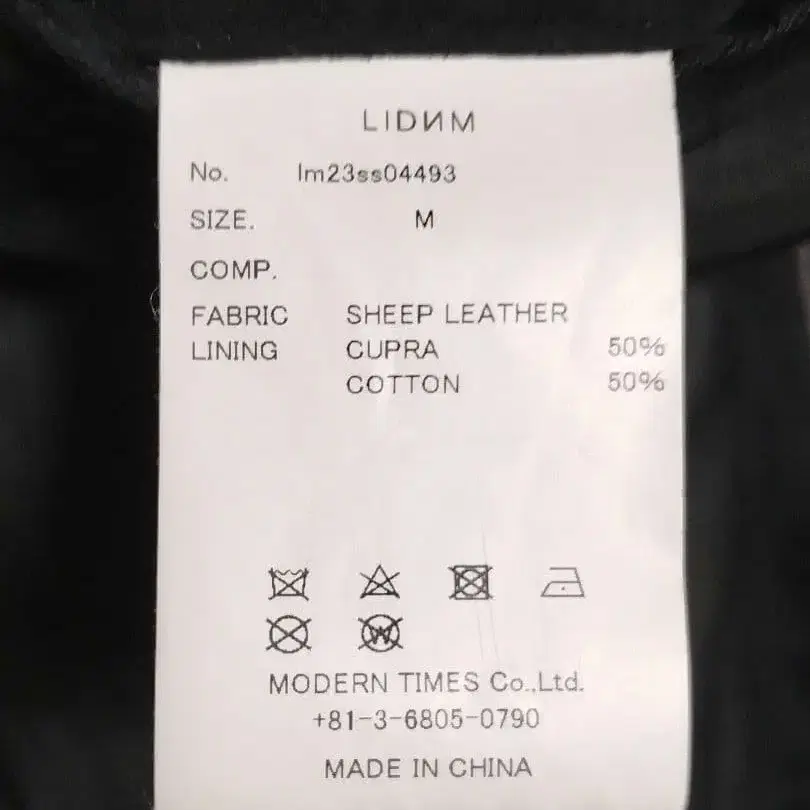 LIDИM
No. lm23ss04493
SIZE. M
COMP.
FABRIC SHEEP LEATHER
LINING CUPRA 50%
COTTON 50%
W
MODERN TIMES Co.,Ltd.
+81-3-6805-0790
MADE IN CHINA